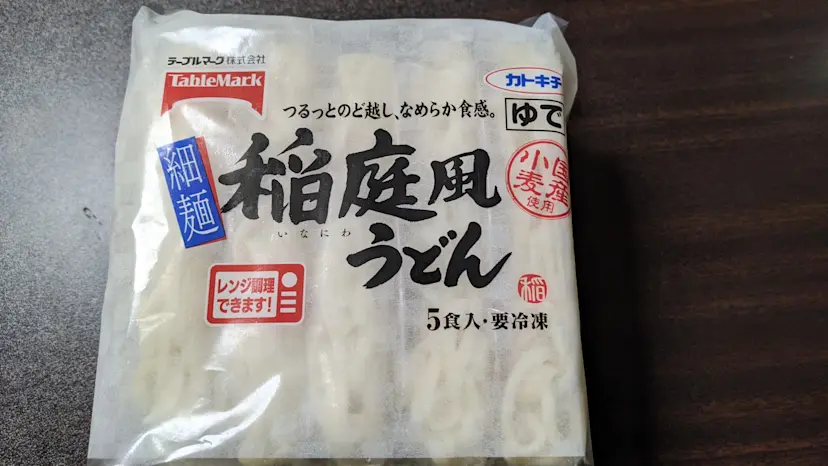 テーブルマーク株式会社
TableMark
カトキチ
つるっとのど越し、なめらか食感。
ゆで
細麺
稲庭風
いなにわ
うどん
国産
小麦
使用
レンジ調理
できます!
稲
5食入・要冷凍